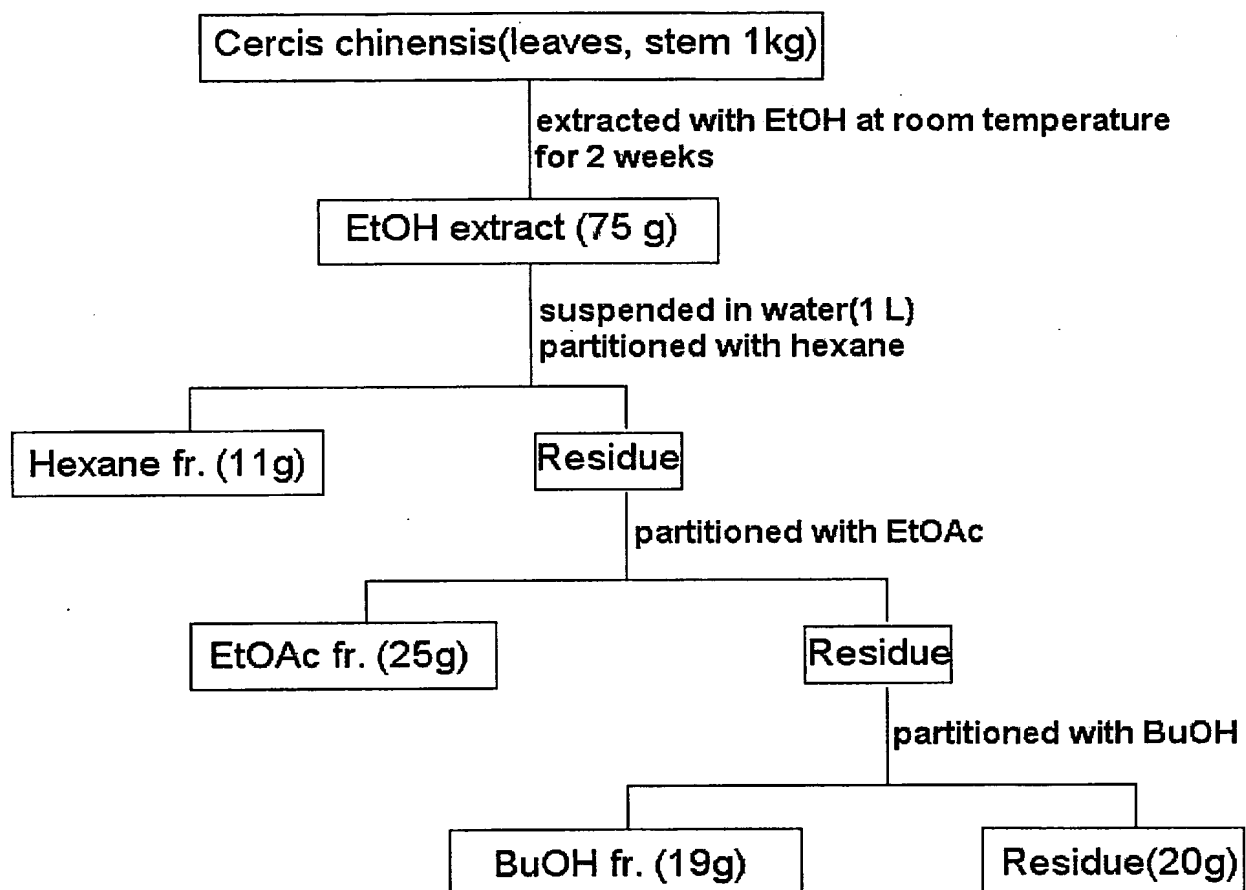 Cercis chinensis(leaves, stem 1kg)
extracted with EtOH at room temperature
for 2 weeks
EtOH extract (75 g)
suspended in water(1 L)
partitioned with hexane
Hexane fr. (11g)
Residue
partitioned with EtOAc
EtOAc fr. (25g)
Residue
partitioned with BuOH
BuOH fr. (19g)
Residue(20g)